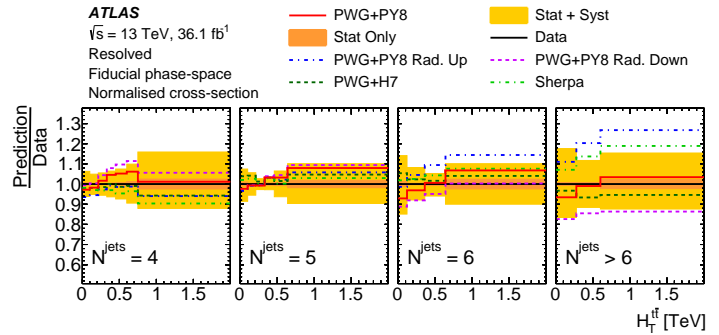 ATLAS
√s = 13 TeV, 36.1 fb¹
Resolved
Fiducial phase-space
Normalised cross-section
PWG+PY8
Stat + Syst
Stat Only
Data
PWG+PY8 Rad. Up
PWG+PY8 Rad. Down
PWG+H7
Sherpa
Prediction
Data
1.3
1.2
1.1
1.0
0.9
0.8
0.7
0.6
N^jets = 4
N^jets = 5
N^jets = 6
N^jets > 6
0 0.5 1 1.5
0 0.5 1 1.5
0 0.5 1 1.5
0 0.5 1 1.5
H_T^tt̄ [TeV]